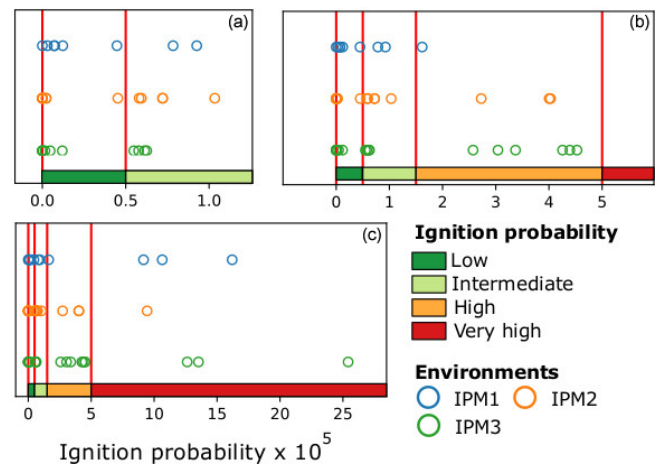 (a)
0.0 0.5 1.0
(b)
0 1 2 3 4 5
(c)
0 5 10 15 20 25
Ignition probability x 10^5
Ignition probability
Low
Intermediate
High
Very high
Environments
IPM1 IPM2
IPM3